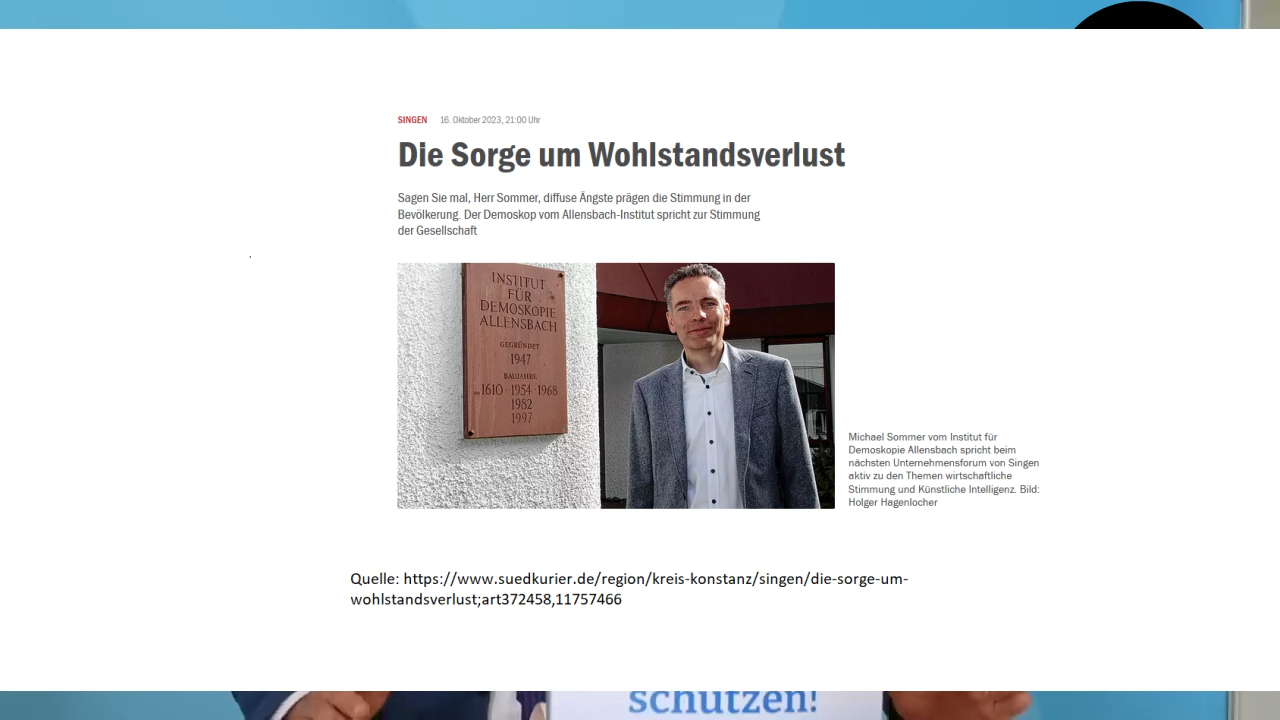 SINGEN 16. Oktober 2023, 21:00 Uhr
Die Sorge um Wohlstandsverlust
Sagen Sie mal, Herr Sommer, diffuse Ängste prägen die Stimmung in der
Bevölkerung. Der Demoskop vom Allensbach-Institut spricht zur Stimmung
der Gesellschaft
INSTITUT
FÜR
DEMOSKOPIE
ALLENSBACH
GEGRÜNDET
1947
BAUJAHRE
1610 · 1954 · 1968
1982
1997
Michael Sommer vom Institut für
Demoskopie Allensbach spricht beim
nächsten Unternehmensforum von Singen
aktiv zu den Themen wirtschaftliche
Stimmung und Künstliche Intelligenz. Bild:
Holger Hagenlocher
Quelle: https://www.suedkurier.de/region/kreis-konstanz/singen/die-sorge-um-
wohlstandsverlust;art372458,11757466
schützen!